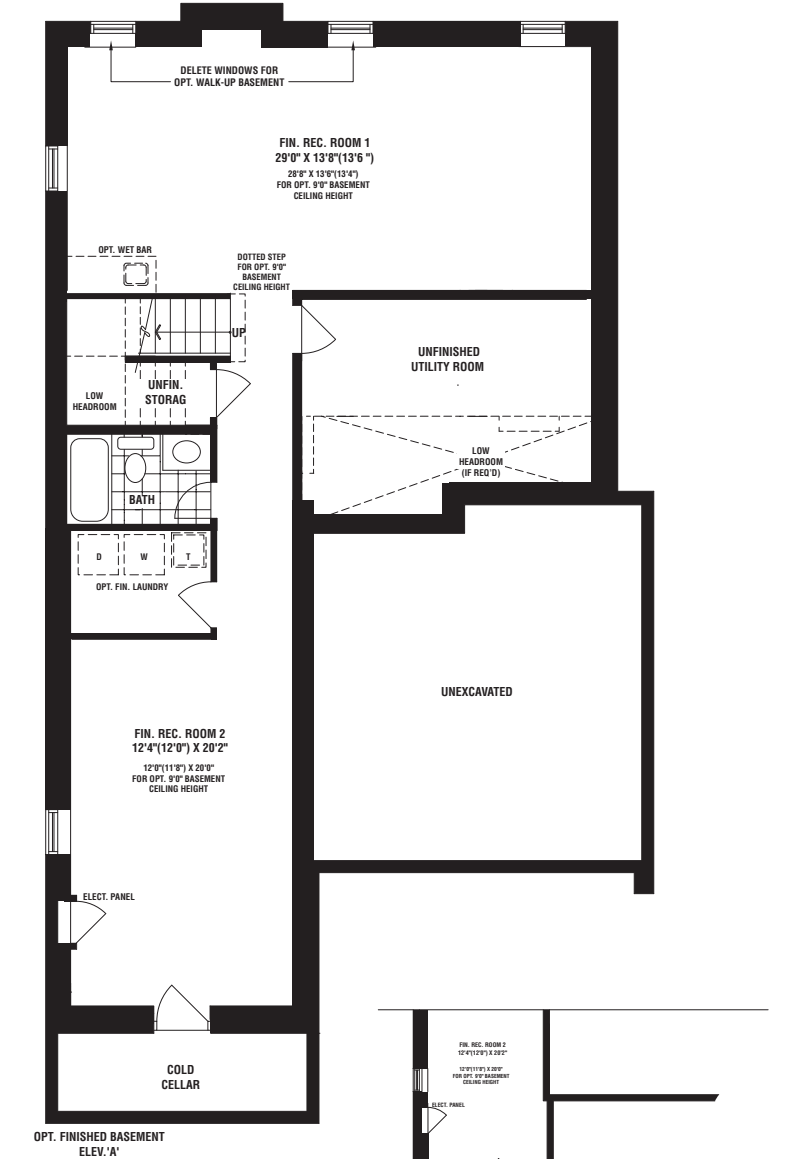 DELETE WINDOWS FOR
OPT. WALK-UP BASEMENT
FIN. REC. ROOM 1
29'0" X 13'8"(13'6 ")
28'8" X 13'6"(13'4")
FOR OPT. 9'0" BASEMENT
CEILING HEIGHT
OPT. WET BAR
DOTTED STEP
FOR OPT. 9'0"
BASEMENT
CEILING HEIGHT
UP
UNFINISHED
UTILITY ROOM
UNFIN.
STORAG
LOW
HEADROOM
LOW
HEADROOM
(IF REQ'D)
BATH
D
W
T
OPT. FIN. LAUNDRY
UNEXCAVATED
FIN. REC. ROOM 2
12'4"(12'0") X 20'2"
12'0"(11'8") X 20'0"
FOR OPT. 9'0" BASEMENT
CEILING HEIGHT
ELECT. PANEL
COLD
CELLAR
OPT. FINISHED BASEMENT
ELEV.'A'
FIN. REC. ROOM 2
12'4"(12'0") X 20'2"
12'0"(11'8") X 20'0"
FOR OPT. 9'0" BASEMENT
CEILING HEIGHT
ELECT. PANEL